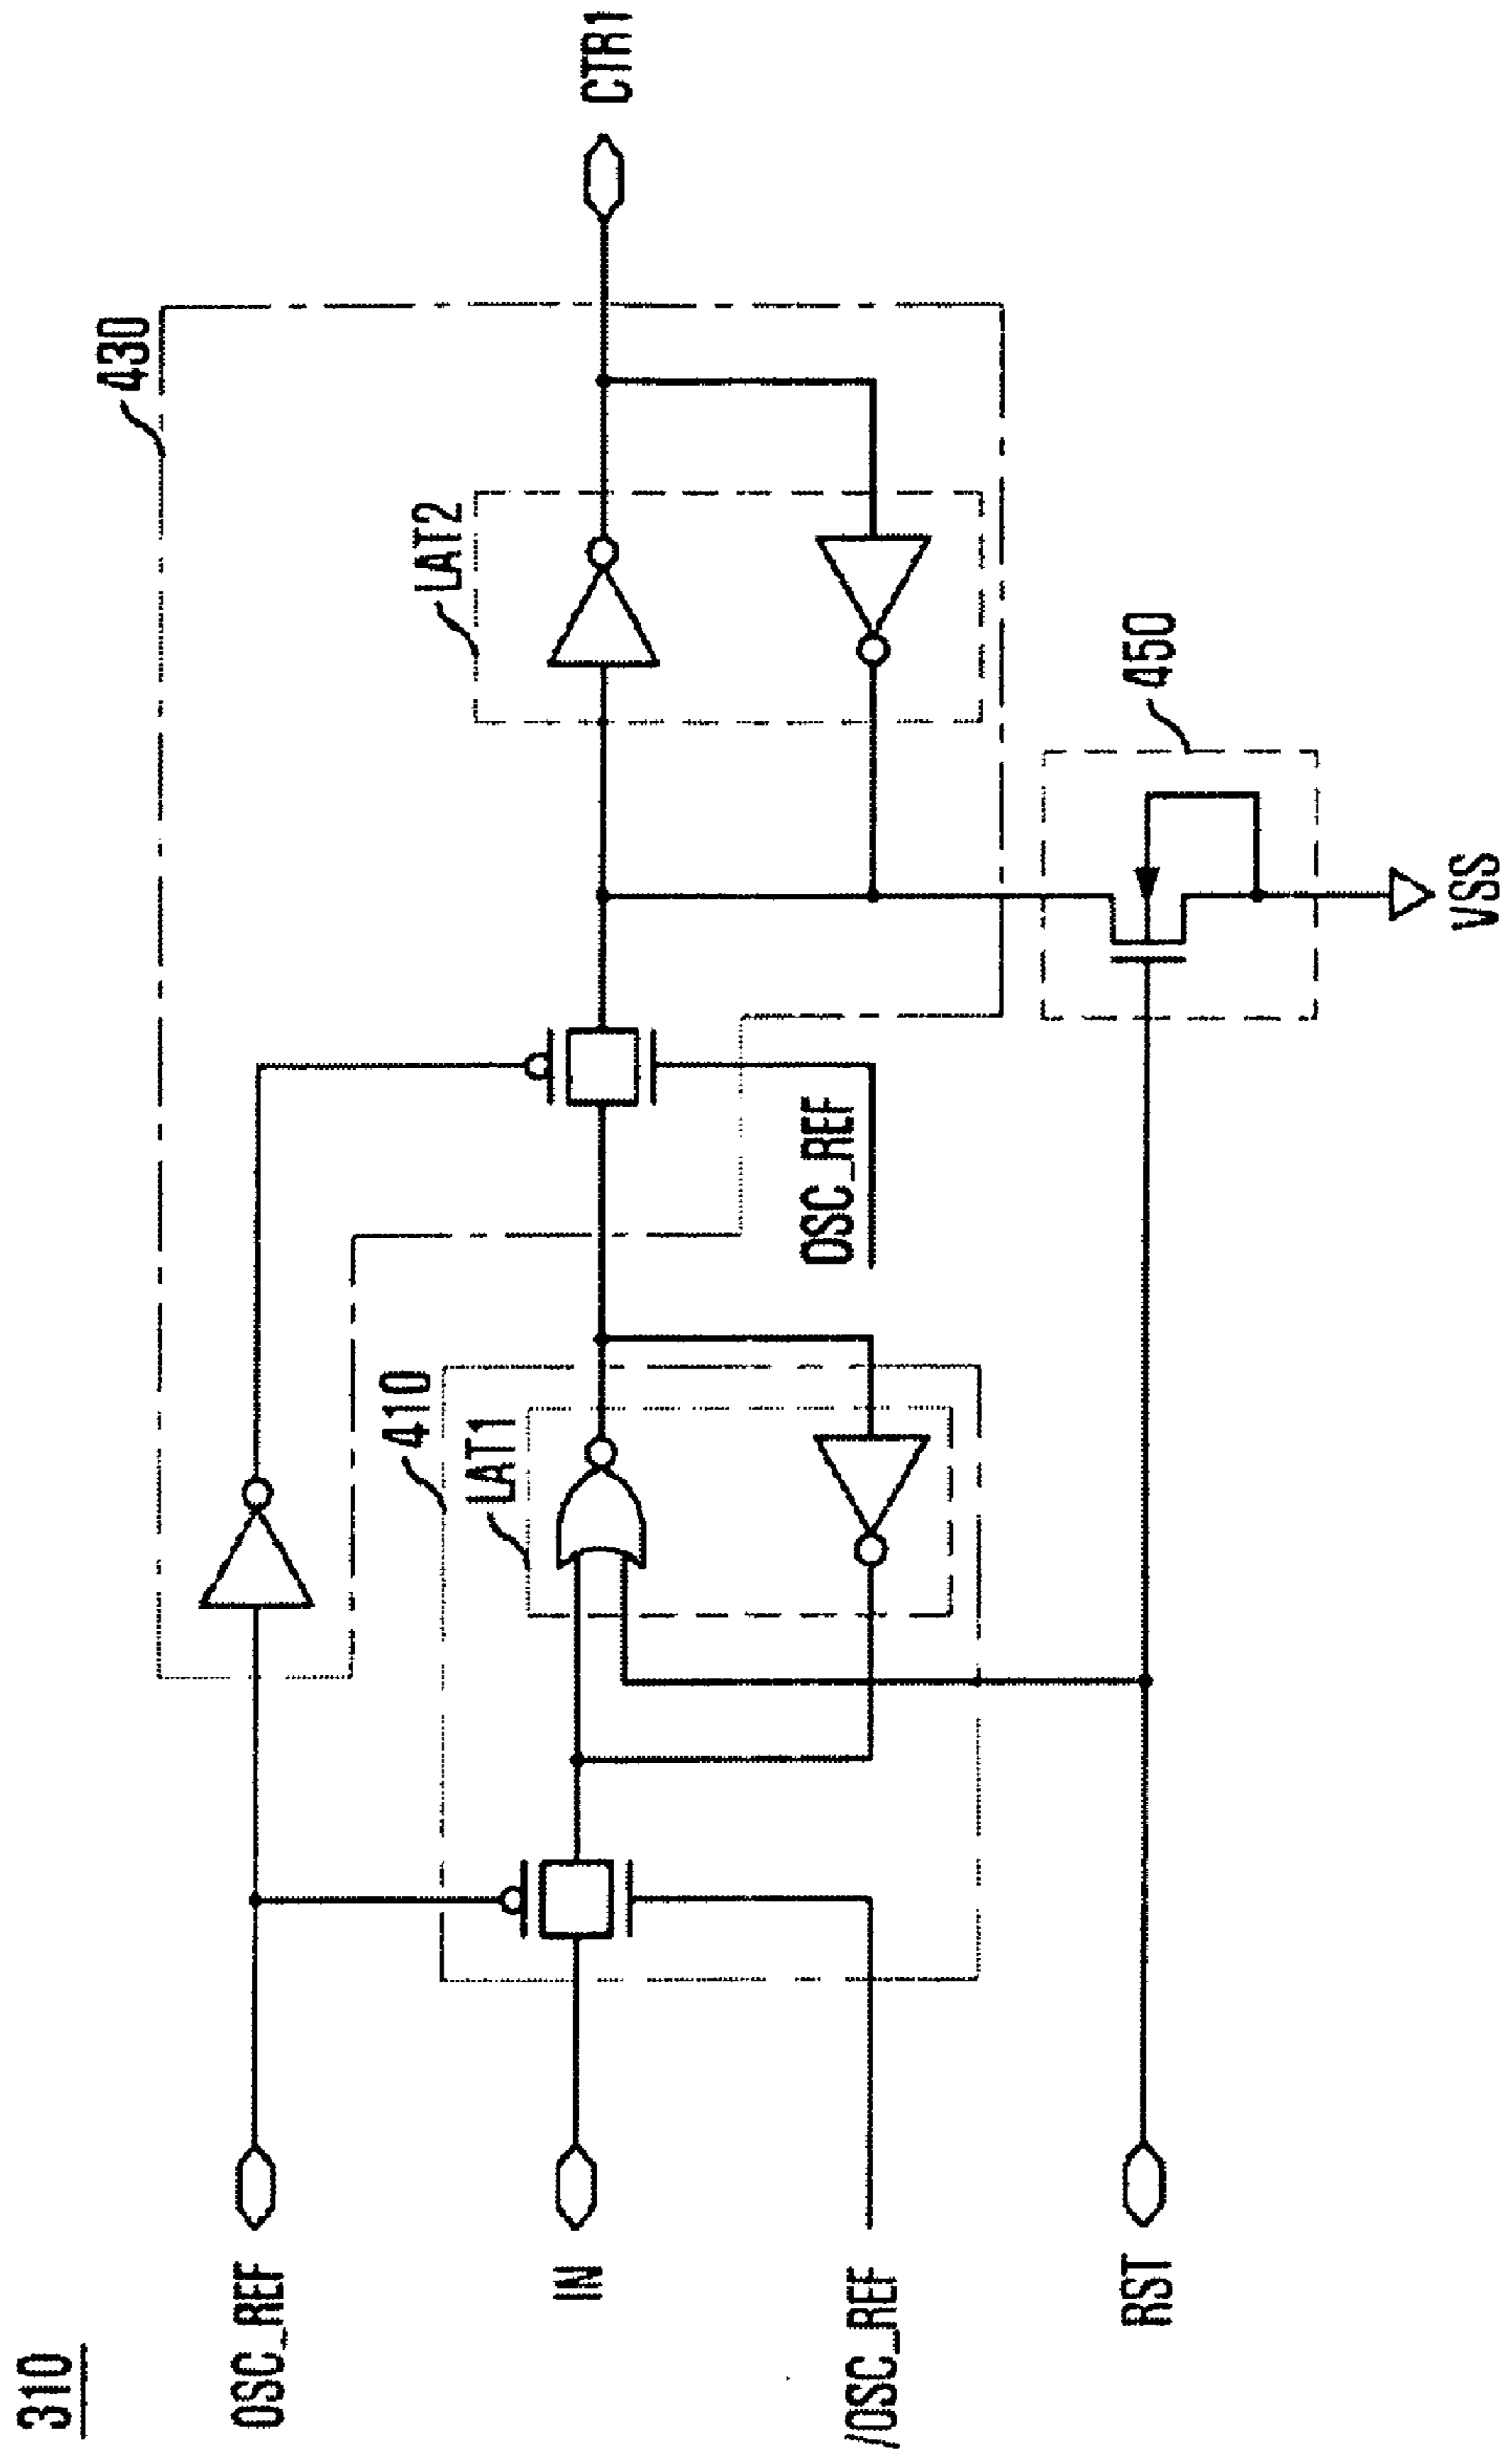 310
OSC_REF
IN
/OSC_REF
RST
410
LAT1
OSC_REF
430
LAT2
450
VSS
CTR1